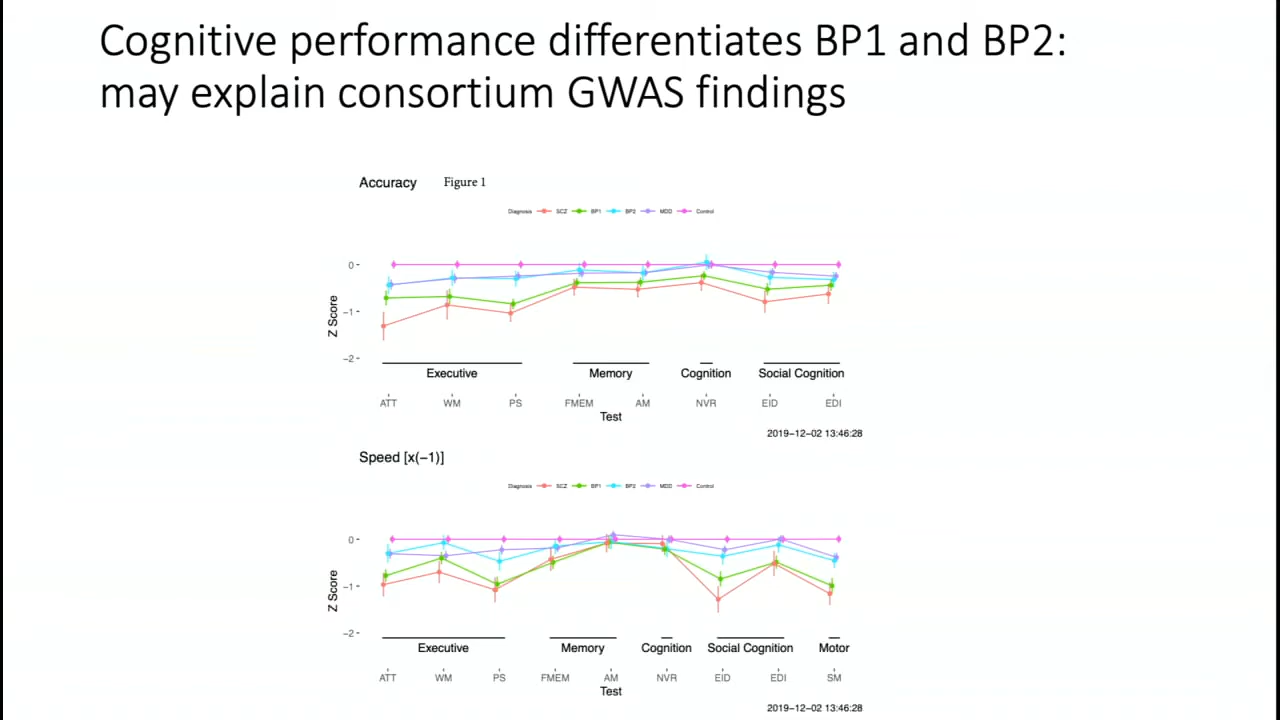 Cognitive performance differentiates BP1 and BP2:
may explain consortium GWAS findings
Accuracy Figure 1
Diagnosis SCZ BP1 BP2 MDD Control
0
−1
−2
Z Score
Executive Memory Cognition Social Cognition
ATT WM PS FMEM AM NVR EID EDI
Test
2019−12−02 13:46:28
Speed [x(−1)]
Diagnosis SCZ BP1 BP2 MDD Control
0
−1
−2
Z Score
Executive Memory Cognition Social Cognition Motor
ATT WM PS FMEM AM NVR EID EDI SM
Test
2019−12−02 13:46:28